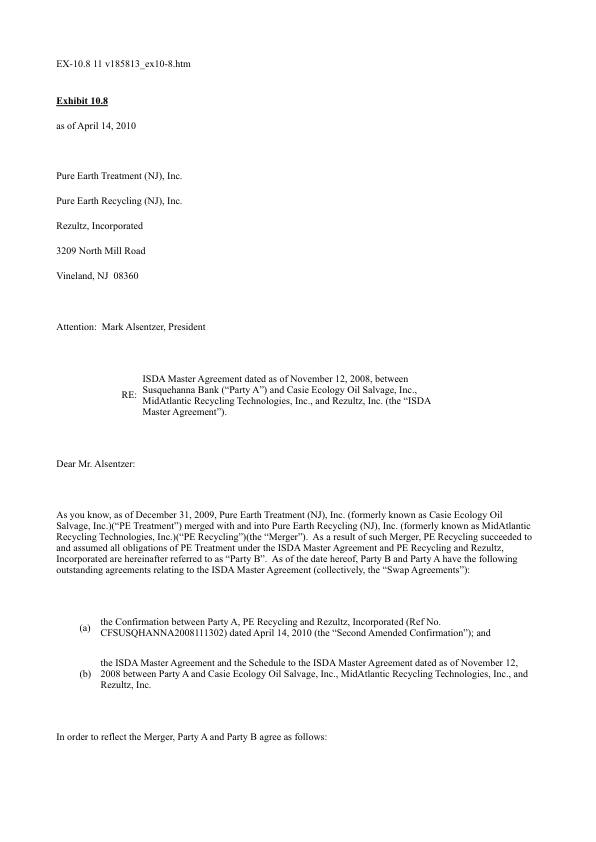 EX-10.8 11 v185813_ex10-8.htm
Exhibit 10.8
as of April 14, 2010
Pure Earth Treatment (NJ), Inc.
Pure Earth Recycling (NJ), Inc.
Rezultz, Incorporated
3209 North Mill Road
Vineland, NJ  08360
Attention:  Mark Alsentzer, President
RE:
ISDA Master Agreement dated as of November 12, 2008, between
Susquehanna Bank (“Party A”) and Casie Ecology Oil Salvage, Inc.,
MidAtlantic Recycling Technologies, Inc., and Rezultz, Inc. (the “ISDA
Master Agreement”).
Dear Mr. Alsentzer:
As you know, as of December 31, 2009, Pure Earth Treatment (NJ), Inc. (formerly known as Casie Ecology Oil
Salvage, Inc.)(“PE Treatment”) merged with and into Pure Earth Recycling (NJ), Inc. (formerly known as MidAtlantic
Recycling Technologies, Inc.)(“PE Recycling”)(the “Merger”).  As a result of such Merger, PE Recycling succeeded to
and assumed all obligations of PE Treatment under the ISDA Master Agreement and PE Recycling and Rezultz,
Incorporated are hereinafter referred to as “Party B”.  As of the date hereof, Party B and Party A have the following
outstanding agreements relating to the ISDA Master Agreement (collectively, the “Swap Agreements”):
(a)
the Confirmation between Party A, PE Recycling and Rezultz, Incorporated (Ref No.
CFSUSQHANNA2008111302) dated April 14, 2010 (the “Second Amended Confirmation”); and
(b)
the ISDA Master Agreement and the Schedule to the ISDA Master Agreement dated as of November 12,
2008 between Party A and Casie Ecology Oil Salvage, Inc., MidAtlantic Recycling Technologies, Inc., and
Rezultz, Inc.
In order to reflect the Merger, Party A and Party B agree as follows: